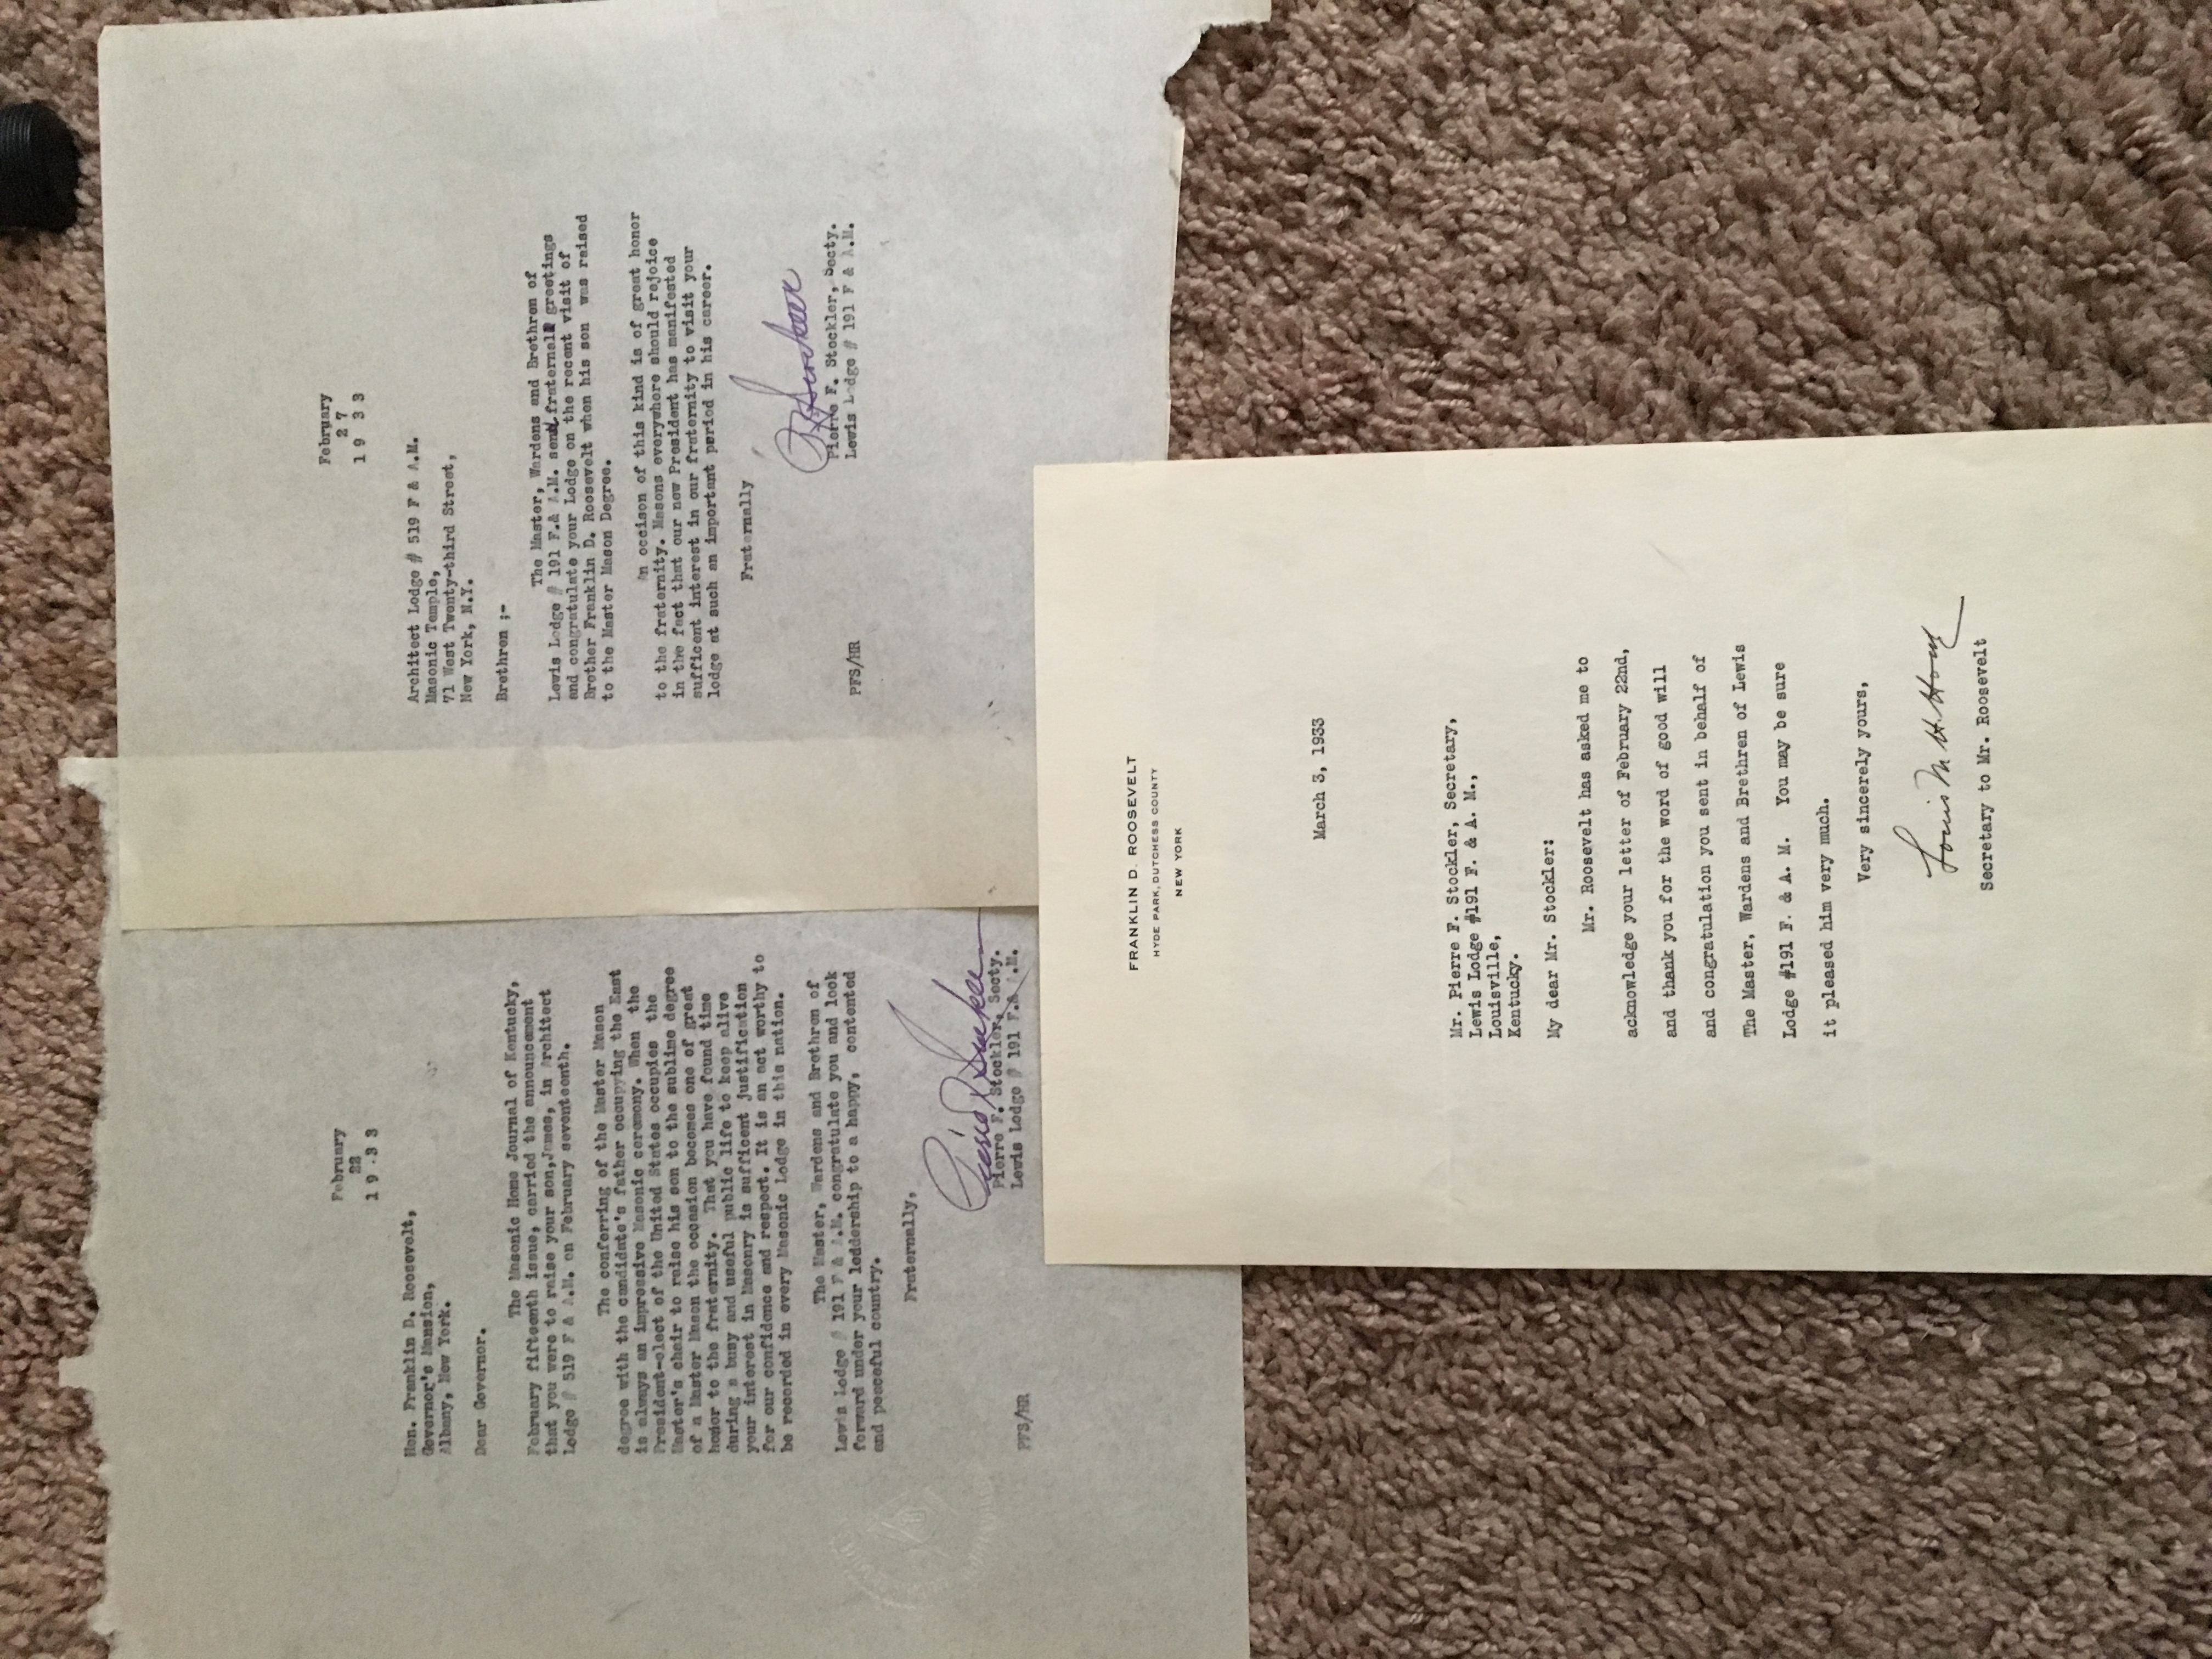 February
22
19.33
Hon. Franklin D. Roosevelt,
Governor's Mansion,
Albany, New York.
Dear Governor.
The Masonic Home Journal of Kentucky,
February fifteenth issue, carried the announcement
that you were to raise your son,James, in Architect
Lodge # 519 F & A.M. on February seventeenth.
The conferring of the Master Mason
degree with the candidate's father occupying the East
is always an impressive Masonic ceremony. When the
President-elect of the United States occupies the
Master's chair to raise his son to the sublime degree
of a Master Mason the occasion becomes one of great
honor to the fraternity. That you have found time
during a busy and useful public life to keep alive
your interest in Masonry is sufficent justification
for our confidence and respect. It is an act worthy to
be recorded in every Masonic Lodge in this nation.
The Master, Wardens and Brethren of
Lewis Lodge # 191 F & A.M. congratulate you and look
forward under your leddership to a happy, contented
and peaceful country.
Fraternally,
Pierre F. Stockler, Secty.
Lewis Lodge # 191 F.& A.M.
PFS/HR
February
27
1933
Architect Lodge # 519 F & A.M.
Masonic Temple,
71 West Twenty-third Street,
New York, N.Y.
Brethren ;-
The Master, Wardens and Brethren of
Lewis Lodge # 191 F.& A.M. send fraternal greetings
and congratulate your Lodge on the recent visit of
Brother Franklin D. Roosevelt when his son was raised
to the Master Mason Degree.
An occison of this kind is of great honor
to the fraternity. Masons everywhere should rejoice
in the fact that our new President has manifested
sufficent interest in our fraternity to visit your
lodge at such an important period in his career.
Fraternally
Pierre F. Stockler, Secty.
Lewis Lodge # 191 F & A.M.
PFS/HR
FRANKLIN D. ROOSEVELT
HYDE PARK, DUTCHESS COUNTY
NEW YORK
March 3, 1933
Mr. Pierre F. Stockler, Secretary,
Lewis Lodge #191 F. & A. M.,
Louisville,
Kentucky.
My dear Mr. Stockler:
Mr. Roosevelt has asked me to
acknowledge your letter of February 22nd,
and thank you for the word of good will
and congratulation you sent in behalf of
The Master, Wardens and Brethren of Lewis
Lodge #191 F. & A. M. You may be sure
it pleased him very much.
Very sincerely yours,
Louis McH. Howe
Secretary to Mr. Roosevelt